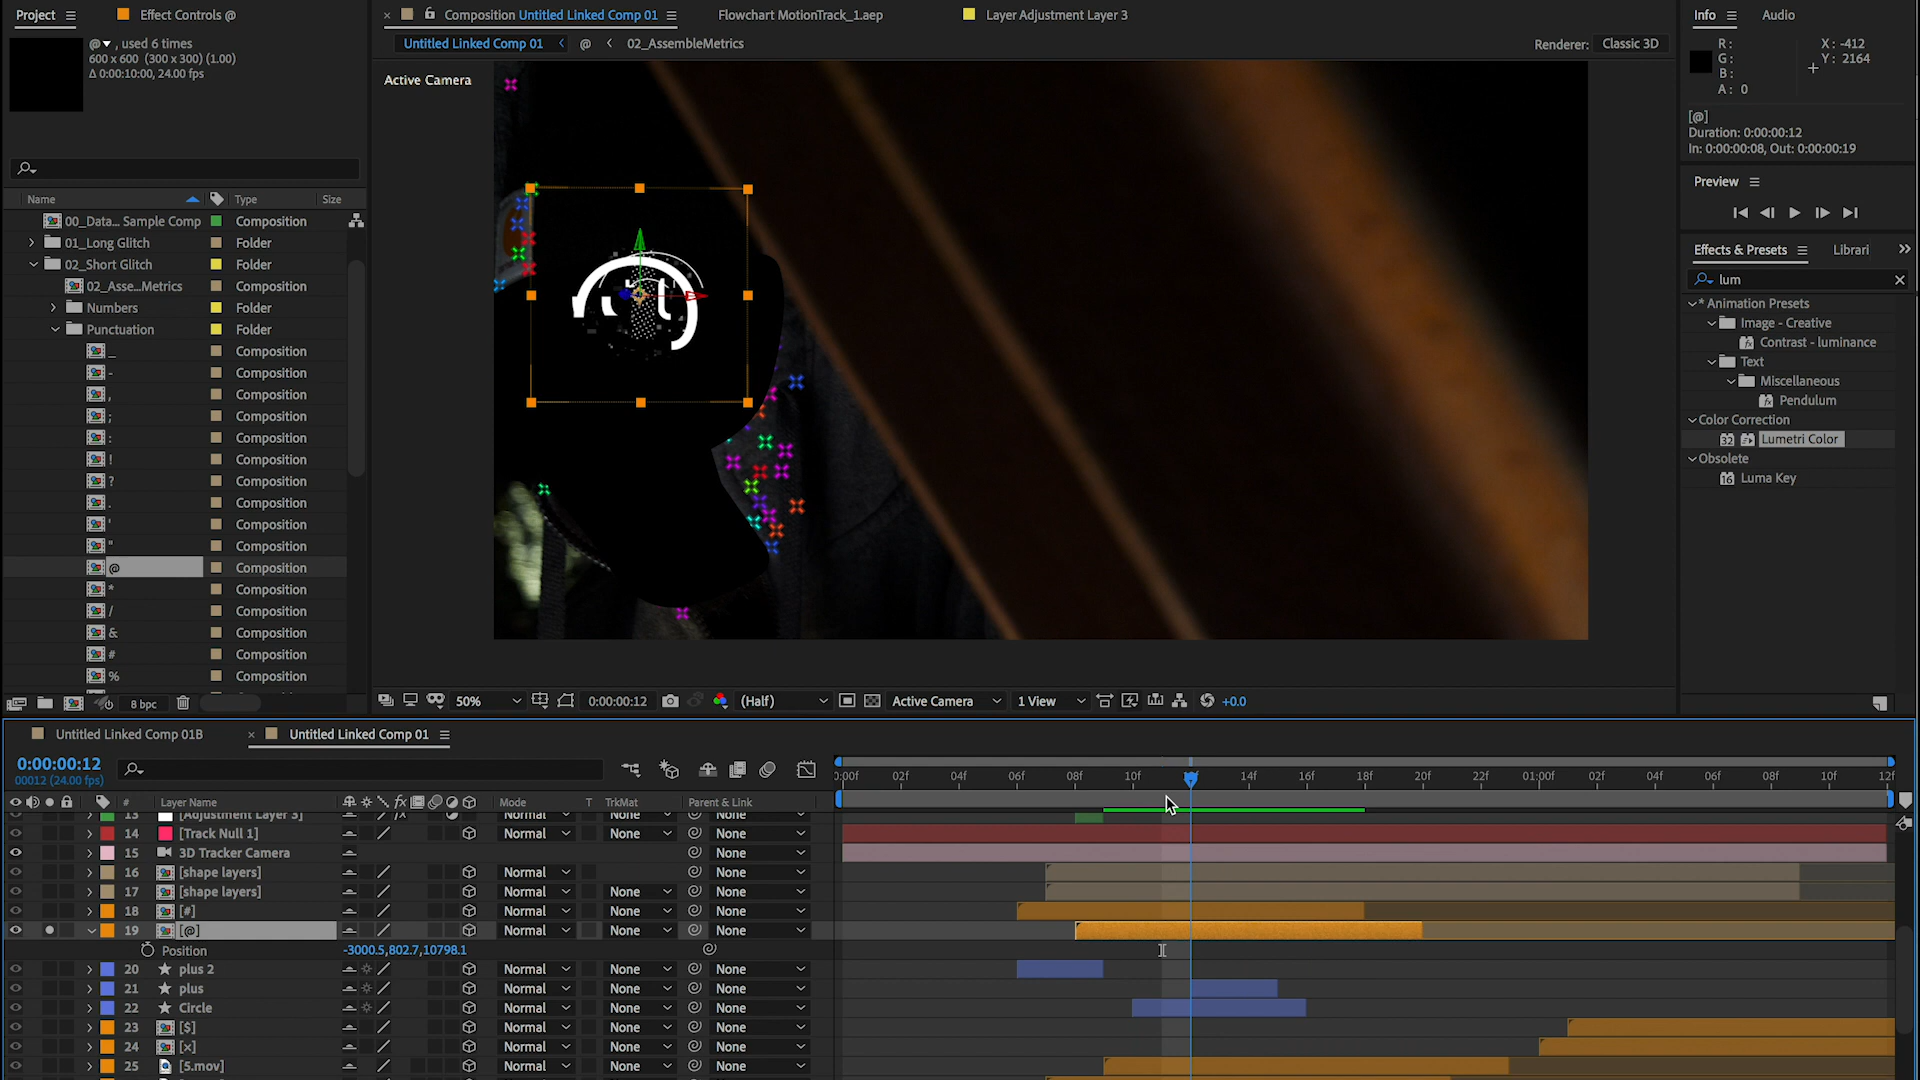 Project
Effect Controls @
@ , used 6 times
600 x 600 (300 x 300) (1.00)
Δ 0:00:10:00, 24.00 fps
Name Type Size
00_Data... Sample Comp Composition
01_Long Glitch Folder
02_Short Glitch Folder
02_Asse...Metrics Composition
Numbers Folder
Punctuation Folder
_ Composition
- Composition
, Composition
; Composition
: Composition
! Composition
? Composition
. Composition
' Composition
" Composition
@ Composition
* Composition
/ Composition
& Composition
# Composition
% Composition
8 bpc
Composition Untitled Linked Comp 01
Flowchart MotionTrack_1.aep
Layer Adjustment Layer 3
Untitled Linked Comp 01 @ 02_AssembleMetrics
Renderer: Classic 3D
Active Camera
50% 0:00:00:12 (Half) Active Camera 1 View +0.0
Info Audio
R: X: -412
G: Y: 2164
B:
A: 0
[@]
Duration: 0:00:00:12
In: 0:00:00:08, Out: 0:00:00:19
Preview
Effects & Presets Librari
lum
* Animation Presets
Image - Creative
Contrast - luminance
Text
Miscellaneous
Pendulum
Color Correction
32 Lumetri Color
Obsolete
16 Luma Key
Untitled Linked Comp 01B
Untitled Linked Comp 01
0:00:00:12
00012 (24.00 fps)
0:00f 02f 04f 06f 08f 10f 14f 16f 18f 20f 22f 01:00f 02f 04f 06f 08f 10f 12f
# Layer Name fx Mode T TrkMat Parent & Link
13 [Adjustment Layer 3] Normal None None
14 [Track Null 1] Normal None None
15 3D Tracker Camera None
16 [shape layers] Normal None
17 [shape layers] Normal None None
18 [#] Normal None None
19 [@] Normal None None
Position -3000.5,802.7,10798.1
20 plus 2 Normal None None
21 plus Normal None None
22 Circle Normal None None
23 [$] Normal None None
24 [×] Normal None None
25 [5.mov] Normal None None